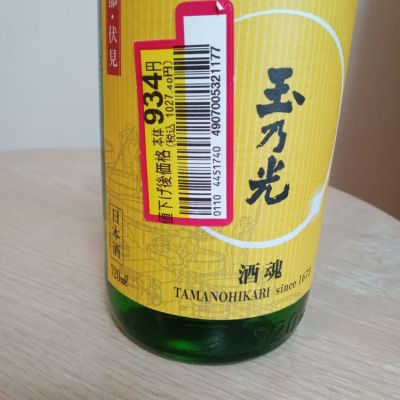 都・伏見
玉乃光
酒魂
TAMANOHIKARI since 1673
日本酒
720ml
値下げ後価格 本体 934円
(税込 1027.40円)
4907005321177
0110 4451740
720